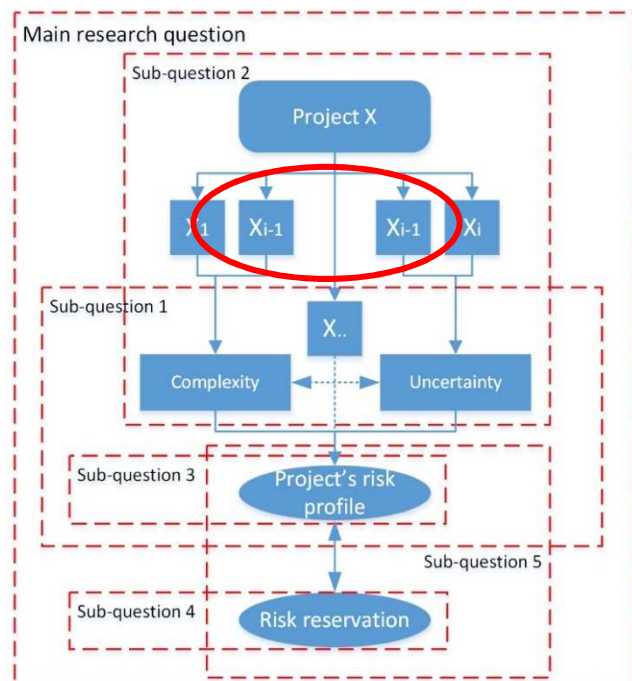 Main research question
Sub-question 2
Project X
X1
Xi-1
Xi-1
Xi
Sub-question 1
X..
Complexity
Uncertainty
Sub-question 3
Project's risk
profile
Sub-question 5
Sub-question 4
Risk reservation